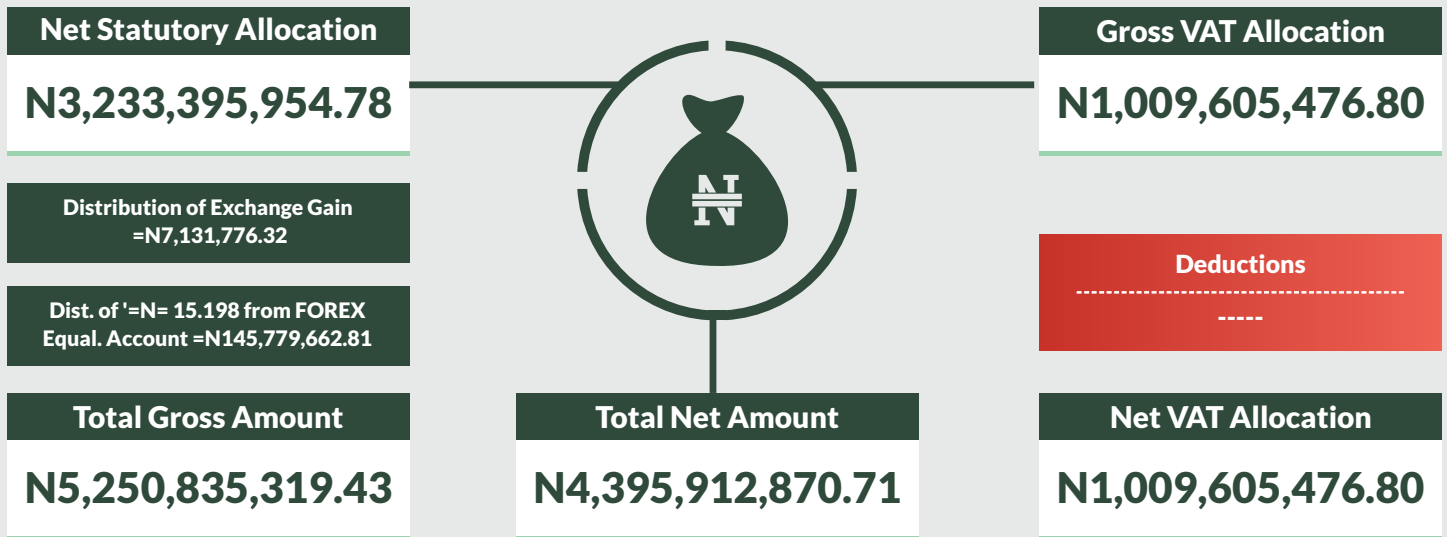 Net Statutory Allocation
N3,233,395,954.78
Distribution of Exchange Gain
=N7,131,776.32
Dist. of '=N= 15.198 from FOREX
Equal. Account =N145,779,662.81
Total Gross Amount
N5,250,835,319.43
₦
Total Net Amount
N4,395,912,870.71
Gross VAT Allocation
N1,009,605,476.80
Deductions
--------------------------------------------
-----
Net VAT Allocation
N1,009,605,476.80